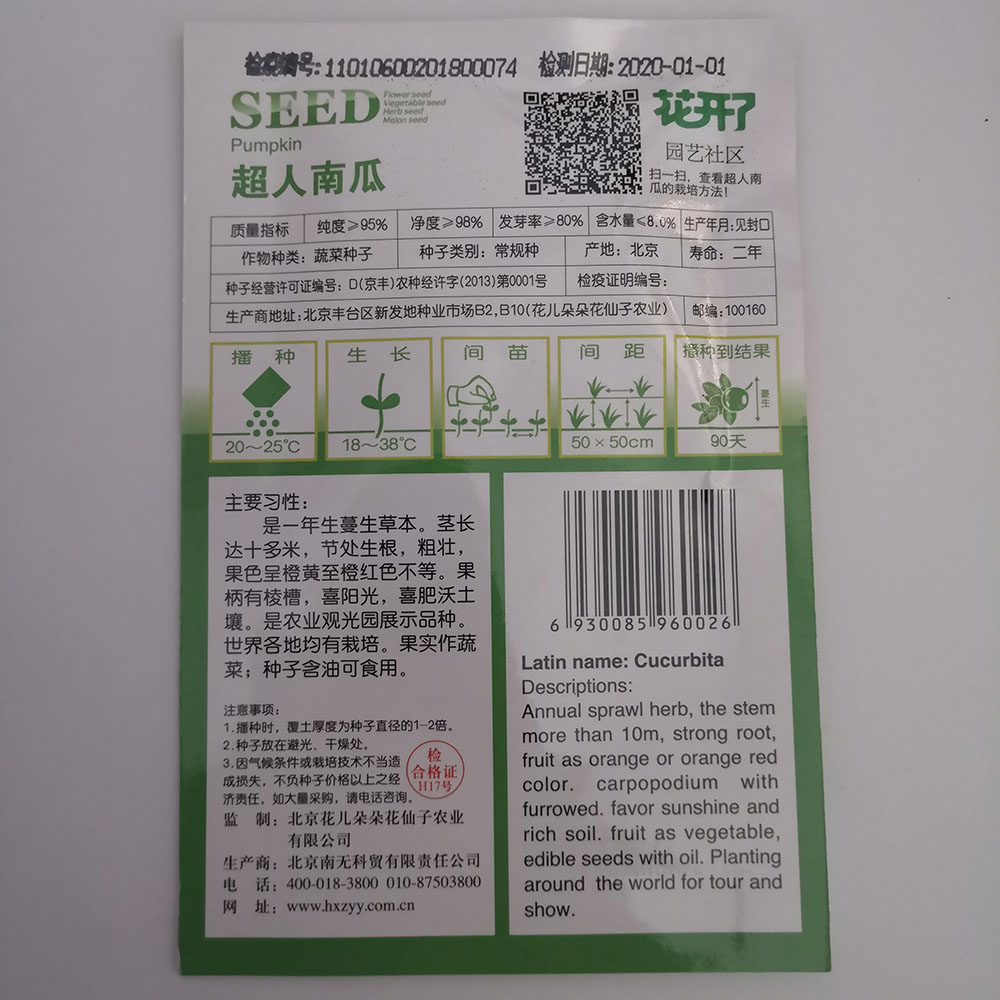 检疫编号:11010600201800074 检测日期:2020-01-01
SEED
Flower seed
Vegetable seed
Herb seed
Melon seed
Pumpkin
超人南瓜
花开了
园艺社区
扫一扫，查看超人南
瓜的栽培方法!
质量指标 纯度≥95% 净度≥98% 发芽率≥80% 含水量≤8.0% 生产年月:见封口
作物种类: 蔬菜种子 种子类别: 常规种 产地: 北京 寿命: 二年
种子经营许可证编号: D(京丰)农种经许字(2013)第0001号 检疫证明编号:
生产商地址:北京丰台区新发地种业市场B2,B10(花儿朵朵花仙子农业) 邮编:100160
播种 生长 间苗 间距 播种到结果
蔓生
20～25℃ 18～38℃ 50×50cm 90天
主要习性:
是一年生蔓生草本。茎长
达十多米，节处生根，粗壮，
果色呈橙黄至橙红色不等。果
柄有棱槽，喜阳光，喜肥沃土
壤。是农业观光园展示品种。
世界各地均有栽培。果实作蔬
菜；种子含油可食用。
注意事项:
1.播种时，覆土厚度为种子直径的1-2倍。
2.种子放在避光、干燥处。
3.因气候条件或栽培技术不当造
成损失，不负种子价格以上之经
济责任，如大量采购，请电话咨询。
检
合格证
H17号
监 制: 北京花儿朵朵花仙子农业
有限公司
生产商: 北京南无科贸有限责任公司
电 话: 400-018-3800 010-87503800
网 址: www.hxzyy.com.cn
6 930085 960026
Latin name: Cucurbita
Descriptions:
Annual sprawl herb, the stem
more than 10m, strong root,
fruit as orange or orange red
color. carpopodium with
furrowed. favor sunshine and
rich soil. fruit as vegetable,
edible seeds with oil. Planting
around the world for tour and
show.